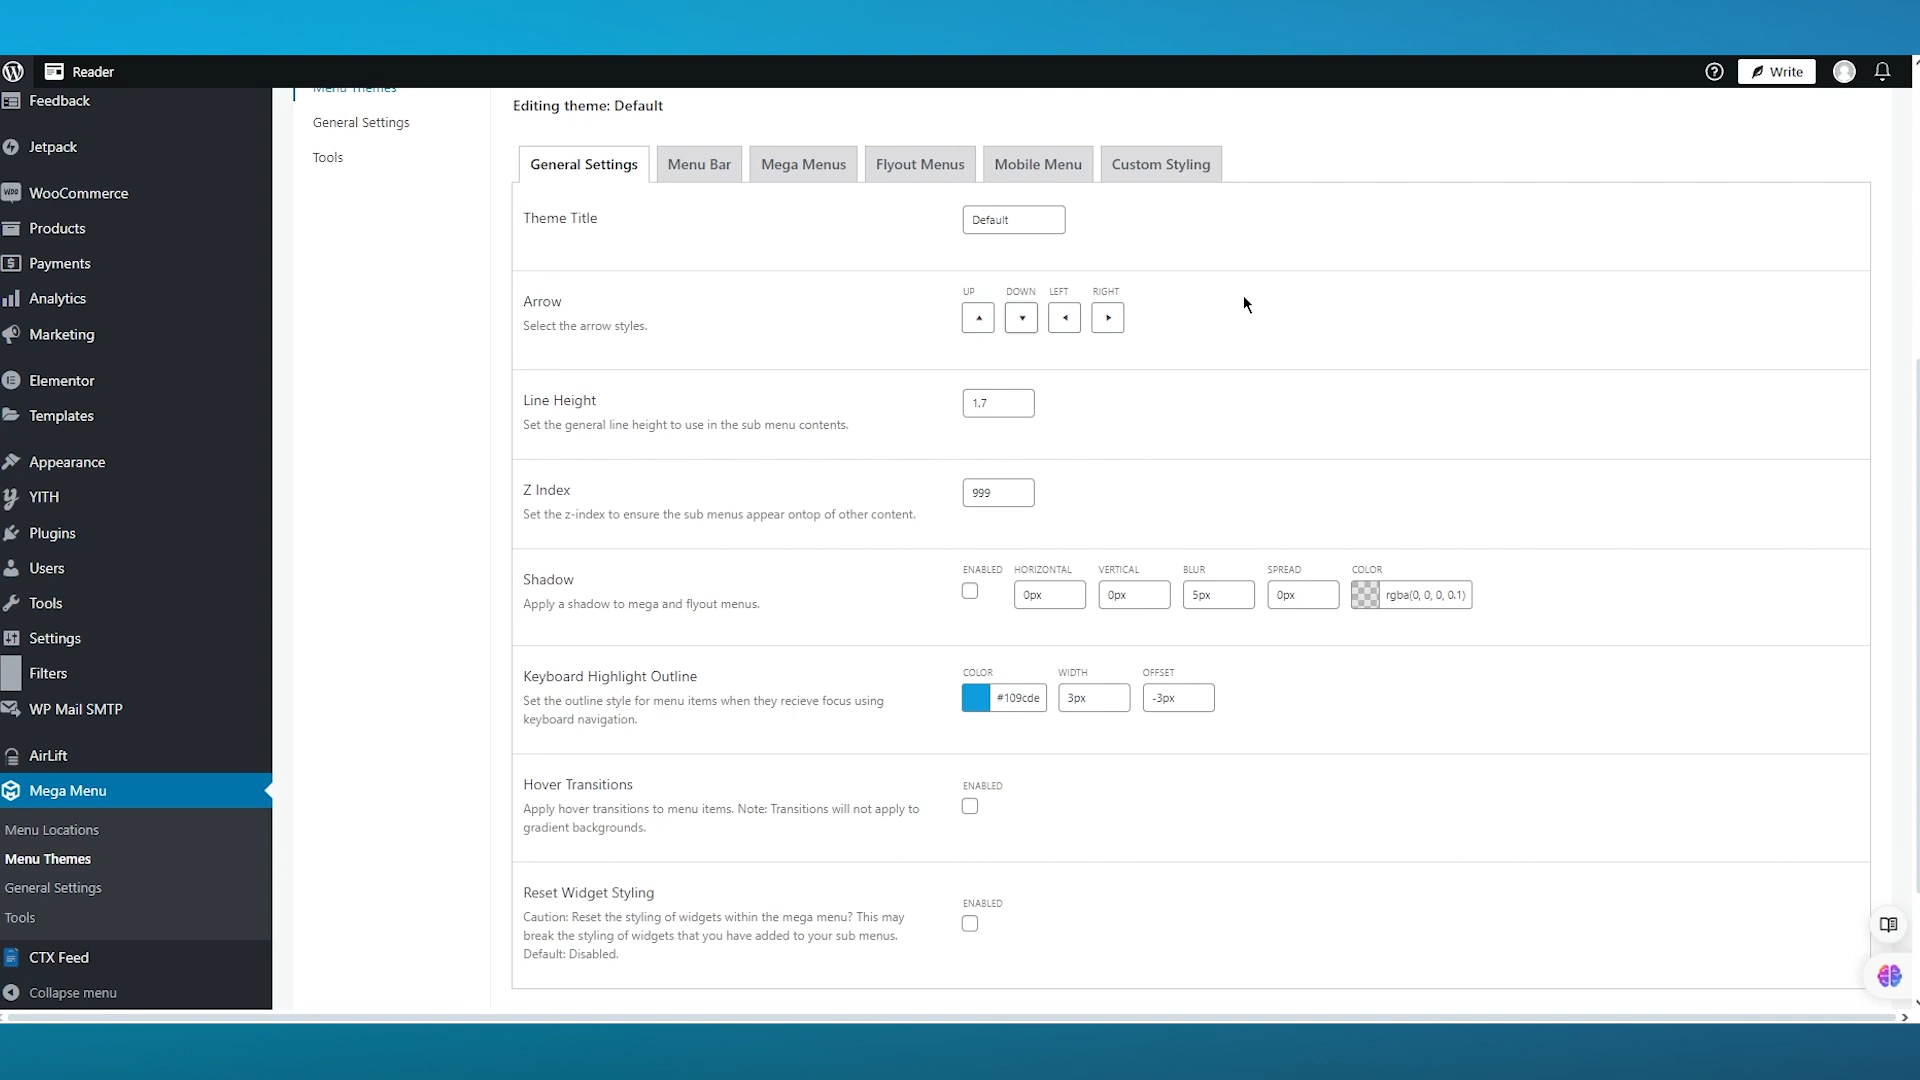 Reader
Write
Feedback
Jetpack
WooCommerce
Products
Payments
Analytics
Marketing
Elementor
Templates
Appearance
YITH
Plugins
Users
Tools
Settings
Filters
WP Mail SMTP
AirLift
Mega Menu
Menu Locations
Menu Themes
General Settings
Tools
CTX Feed
Collapse menu
Menu Themes
General Settings
Tools
Editing theme: Default
General Settings
Menu Bar
Mega Menus
Flyout Menus
Mobile Menu
Custom Styling
Theme Title
Default
Arrow
Select the arrow styles.
UP DOWN LEFT RIGHT
Line Height
Set the general line height to use in the sub menu contents.
1.7
Z Index
Set the z-index to ensure the sub menus appear ontop of other content.
999
Shadow
Apply a shadow to mega and flyout menus.
ENABLED HORIZONTAL VERTICAL BLUR SPREAD COLOR
0px 0px 5px 0px rgba(0, 0, 0, 0.1)
Keyboard Highlight Outline
Set the outline style for menu items when they recieve focus using
keyboard navigation.
COLOR WIDTH OFFSET
#109cde 3px -3px
Hover Transitions
Apply hover transitions to menu items. Note: Transitions will not apply to
gradient backgrounds.
ENABLED
Reset Widget Styling
Caution: Reset the styling of widgets within the mega menu? This may
break the styling of widgets that you have added to your sub menus.
Default: Disabled.
ENABLED